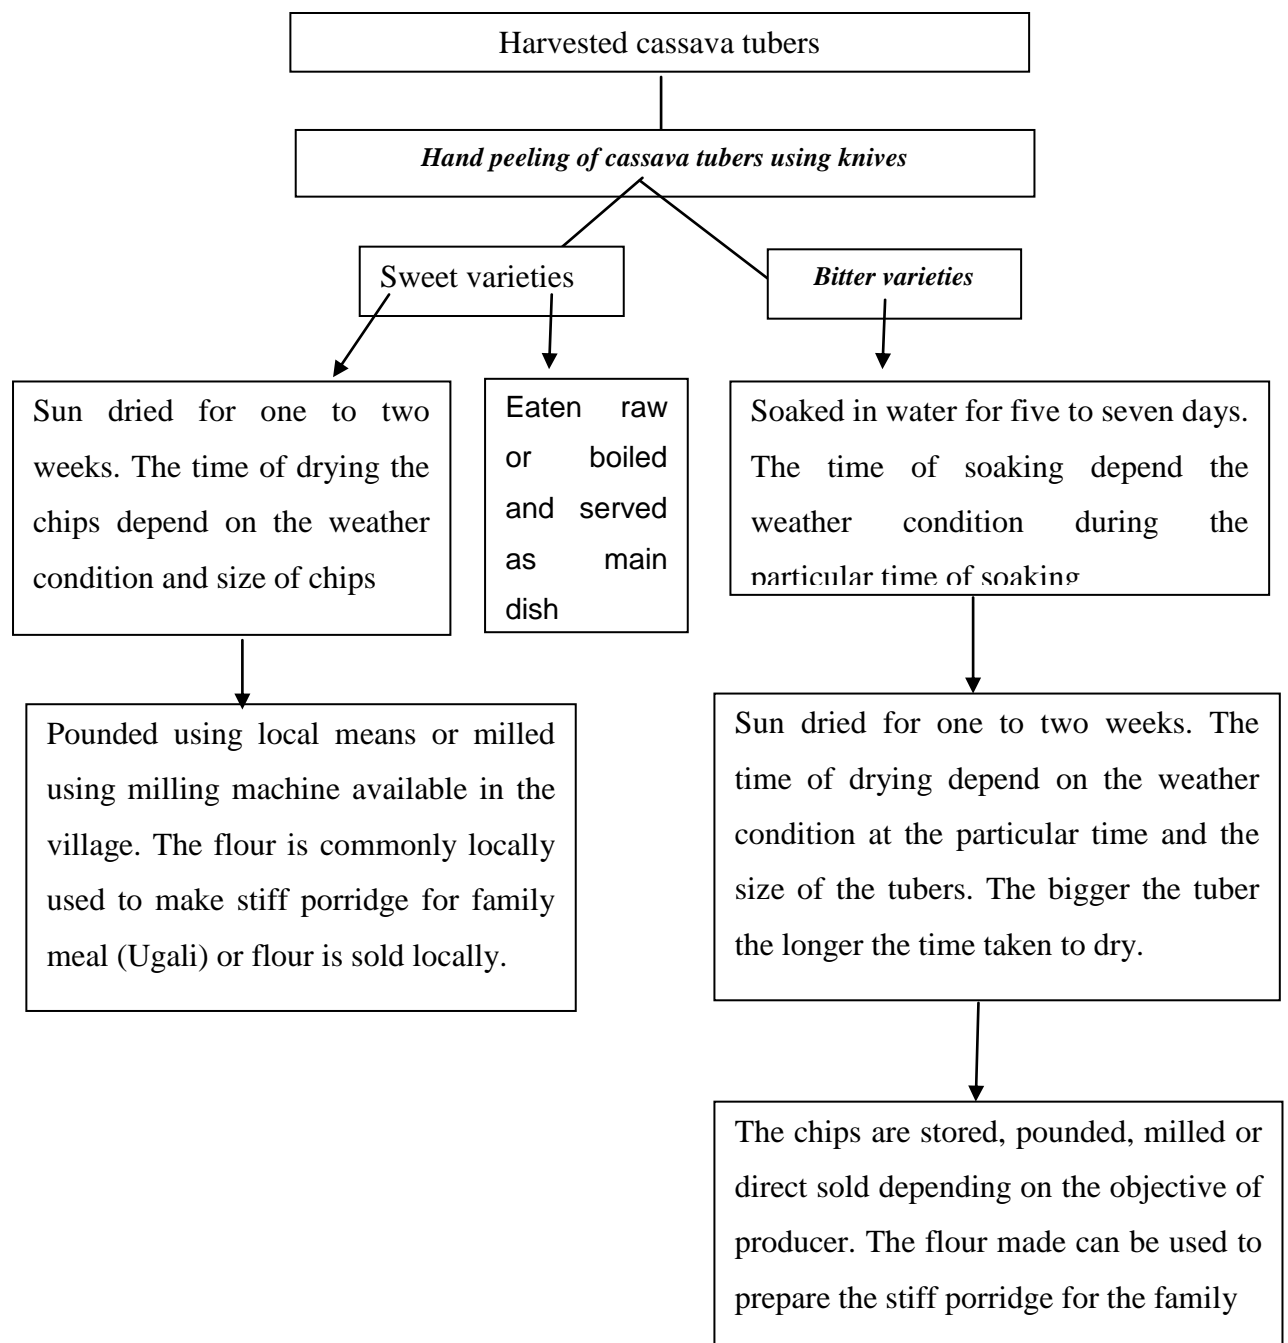 Harvested cassava tubers
Hand peeling of cassava tubers using knives
Sweet varieties
Bitter varieties
Sun dried for one to two
weeks. The time of drying the
chips depend on the weather
condition and size of chips
Eaten raw
or boiled
and served
as main
dish
Soaked in water for five to seven days.
The time of soaking depend the
weather condition during the
particular time of soaking
Pounded using local means or milled
using milling machine available in the
village. The flour is commonly locally
used to make stiff porridge for family
meal (Ugali) or flour is sold locally.
Sun dried for one to two weeks. The
time of drying depend on the weather
condition at the particular time and the
size of the tubers. The bigger the tuber
the longer the time taken to dry.
The chips are stored, pounded, milled or
direct sold depending on the objective of
producer. The flour made can be used to
prepare the stiff porridge for the family